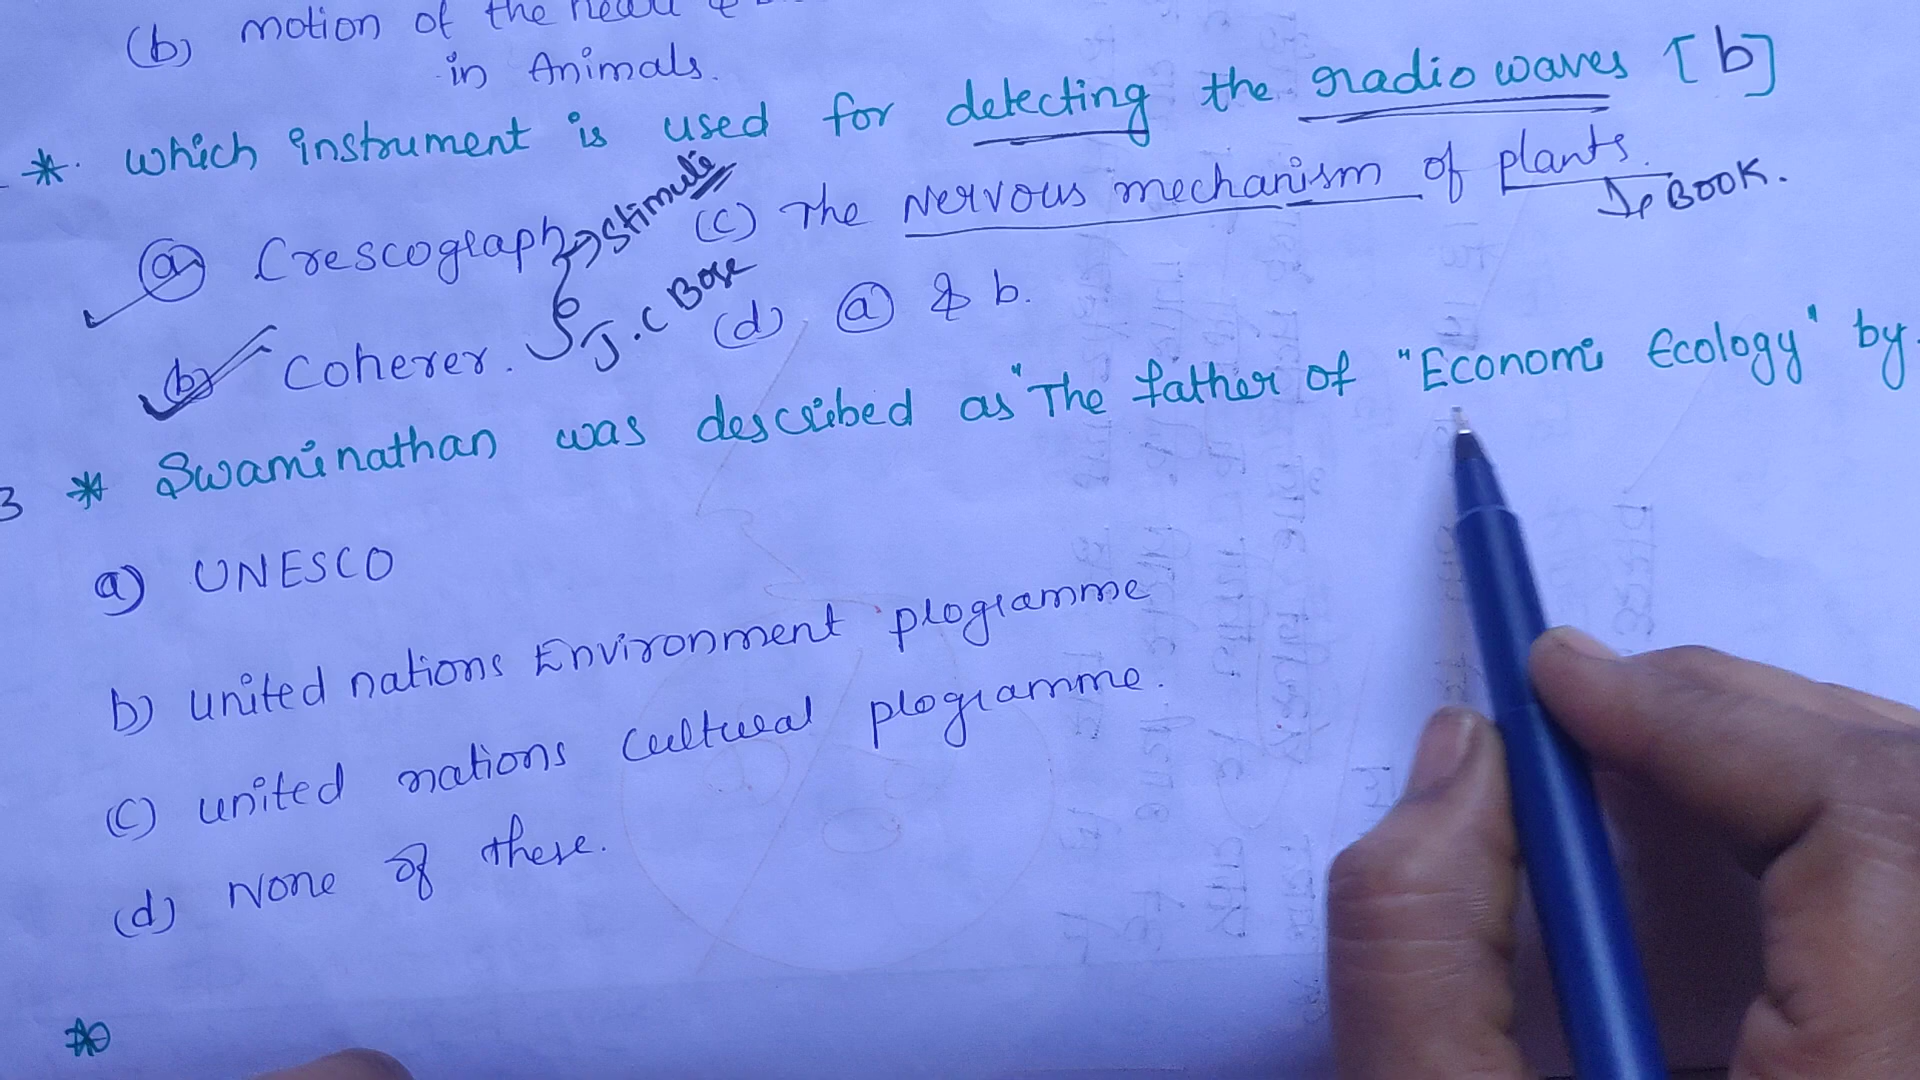 (b) motion of the
in Animals.
* which instrument is used for detecting the radio waves [b]
(a) Crescograph → stimuli (c) The Nervous mechanism of plants.
↳ BOOK.
(b) Coherer. J.C Bose (d) (a) & b.
3 * Swaminathan was described as "The father of "Economi Ecology" by
a) UNESCO
b) united nations Environment programme
(c) united nations cultural programme.
(d) None of these.
*